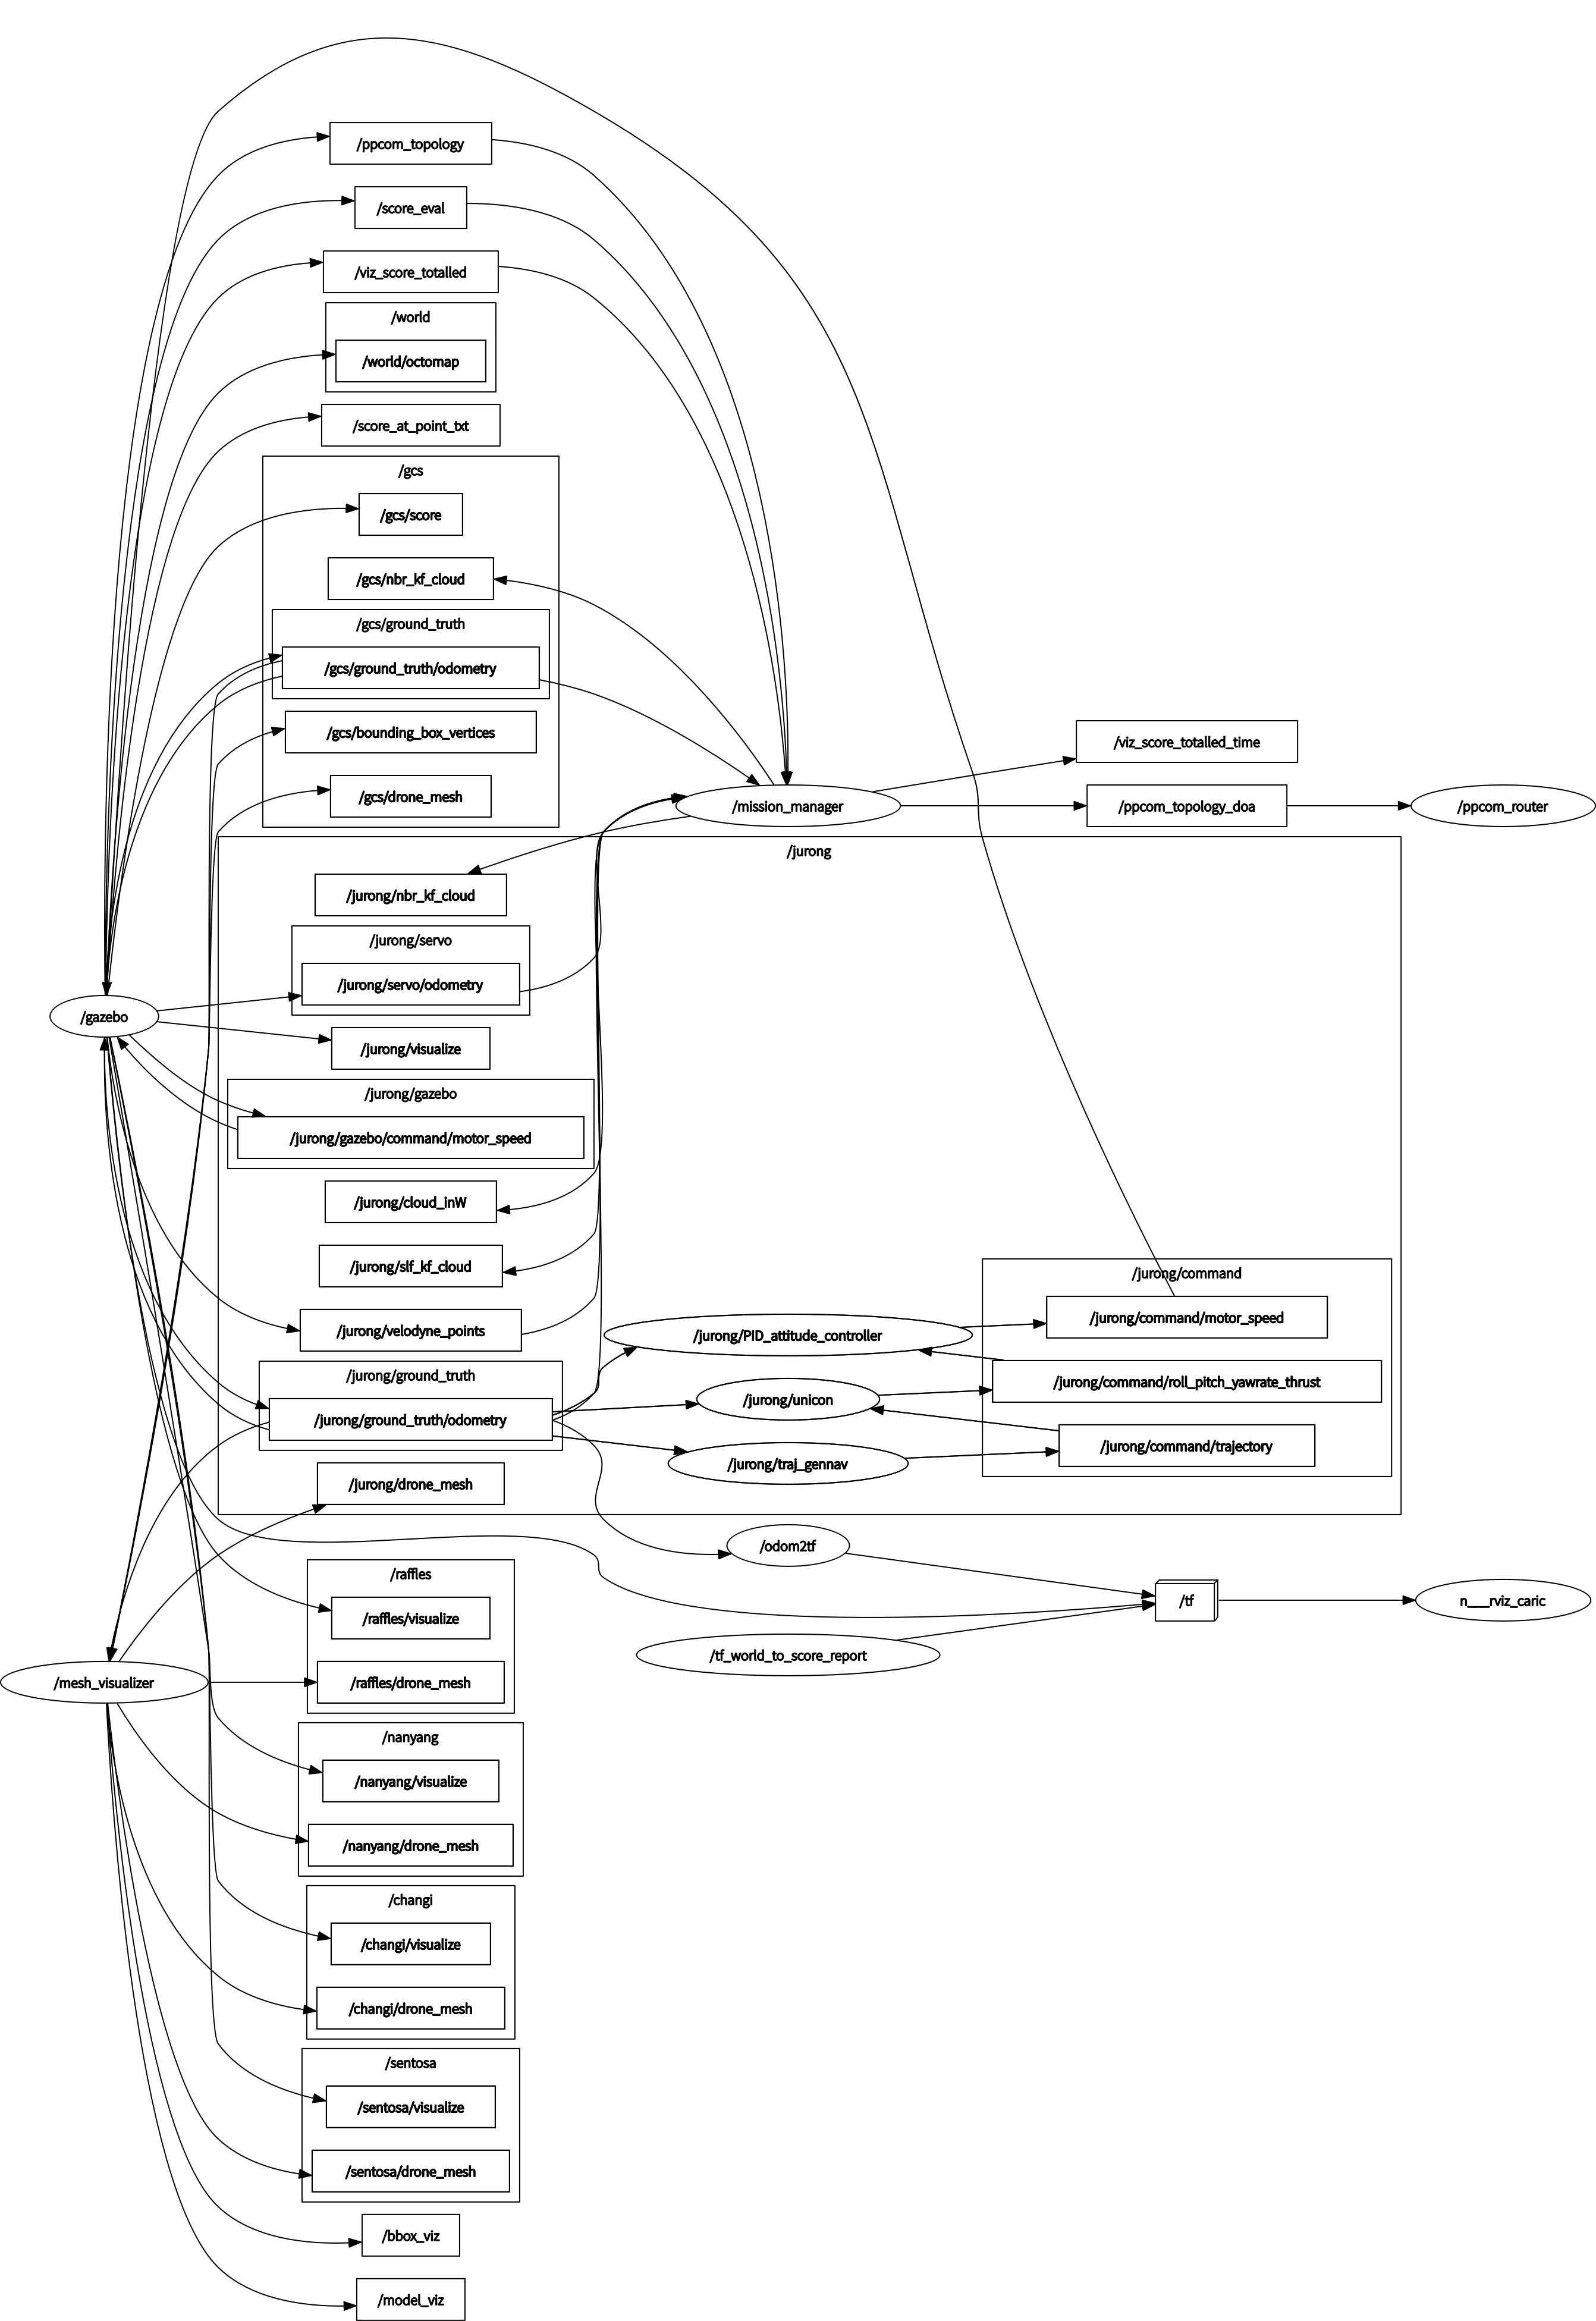 /ppcom_topology
/score_eval
/viz_score_totalled
/world
/world/octomap
/score_at_point_txt
/gcs
/gcs/score
/gcs/nbr_kf_cloud
/gcs/ground_truth
/gcs/ground_truth/odometry
/gcs/bounding_box_vertices
/gcs/drone_mesh
/mission_manager
/viz_score_totalled_time
/ppcom_topology_doa
/ppcom_router
/jurong
/jurong/nbr_kf_cloud
/jurong/servo
/jurong/servo/odometry
/gazebo
/jurong/visualize
/jurong/gazebo
/jurong/gazebo/command/motor_speed
/jurong/cloud_inW
/jurong/slf_kf_cloud
/jurong/velodyne_points
/jurong/ground_truth
/jurong/ground_truth/odometry
/jurong/drone_mesh
/jurong/PID_attitude_controller
/jurong/unicon
/jurong/traj_gennav
/jurong/command
/jurong/command/motor_speed
/jurong/command/roll_pitch_yawrate_thrust
/jurong/command/trajectory
/odom2tf
/tf
n___rviz_caric
/tf_world_to_score_report
/mesh_visualizer
/raffles
/raffles/visualize
/raffles/drone_mesh
/nanyang
/nanyang/visualize
/nanyang/drone_mesh
/changi
/changi/visualize
/changi/drone_mesh
/sentosa
/sentosa/visualize
/sentosa/drone_mesh
/bbox_viz
/model_viz